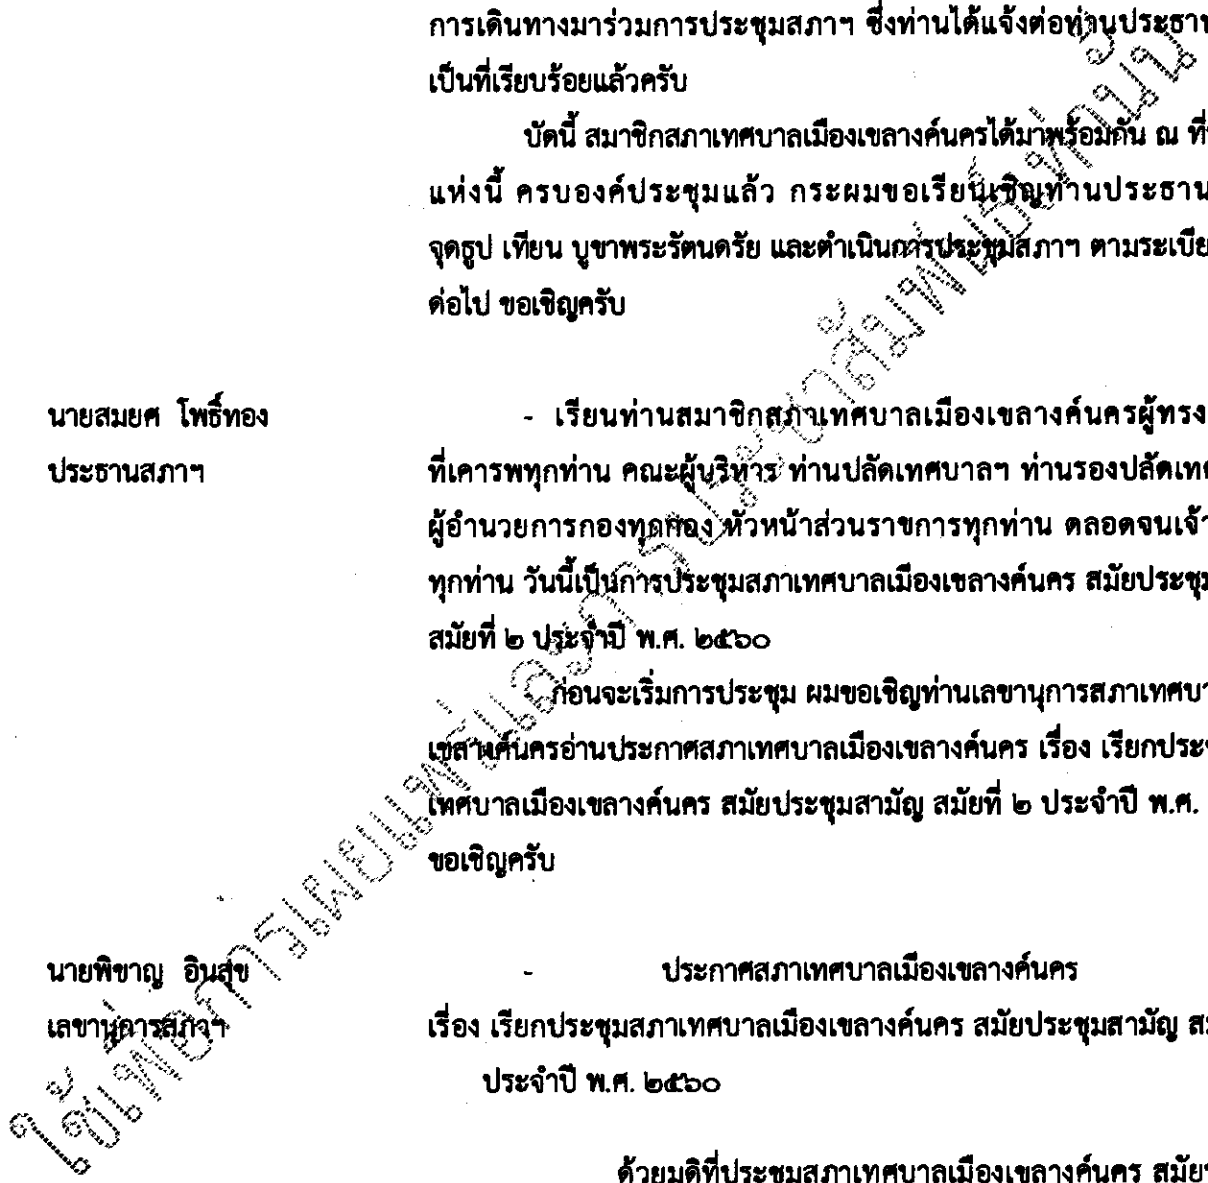 การเดินทางมาร่วมการประชุมสภาฯ ซึ่งท่านได้แจ้งต่อท่านประธาน
เป็นที่เรียบร้อยแล้วครับ
บัดนี้ สมาชิกสภาเทศบาลเมืองเขลางค์นครได้มาพร้อมกัน ณ ที่
แห่งนี้ ครบองค์ประชุมแล้ว กระผมขอเรียนเชิญท่านประธาน
จุดธูป เทียน บูชาพระรัตนตรัย และดำเนินการประชุมสภาฯ ตามระเบีย
ต่อไป ขอเชิญครับ
นายสมยศ โพธิ์ทอง - เรียนท่านสมาชิกสภาเทศบาลเมืองเขลางค์นครผู้ทรง
ประธานสภาฯ ที่เคารพทุกท่าน คณะผู้บริหาร ท่านปลัดเทศบาลฯ ท่านรองปลัดเทศ
ผู้อำนวยการกองทุกกอง หัวหน้าส่วนราชการทุกท่าน ตลอดจนเจ้า
ทุกท่าน วันนี้เป็นการประชุมสภาเทศบาลเมืองเขลางค์นคร สมัยประชุม
สมัยที่ ๒ ประจำปี พ.ศ. ๒๕๖๐
ก่อนจะเริ่มการประชุม ผมขอเชิญท่านเลขานุการสภาเทศบา
เขลางค์นครอ่านประกาศสภาเทศบาลเมืองเขลางค์นคร เรื่อง เรียกประช
เทศบาลเมืองเขลางค์นคร สมัยประชุมสามัญ สมัยที่ ๒ ประจำปี พ.ศ.
ขอเชิญครับ
นายพิชาญ อินสุข - ประกาศสภาเทศบาลเมืองเขลางค์นคร
เลขานุการสภาฯ เรื่อง เรียกประชุมสภาเทศบาลเมืองเขลางค์นคร สมัยประชุมสามัญ สม
ประจำปี พ.ศ. ๒๕๖๐
ด้วยมติที่ประชุมสภาเทศบาลเมืองเขลางค์นคร สมัย
ใช้เพื่อการเผยแพร่และการประชาสัมพันธ์เท่านั้น